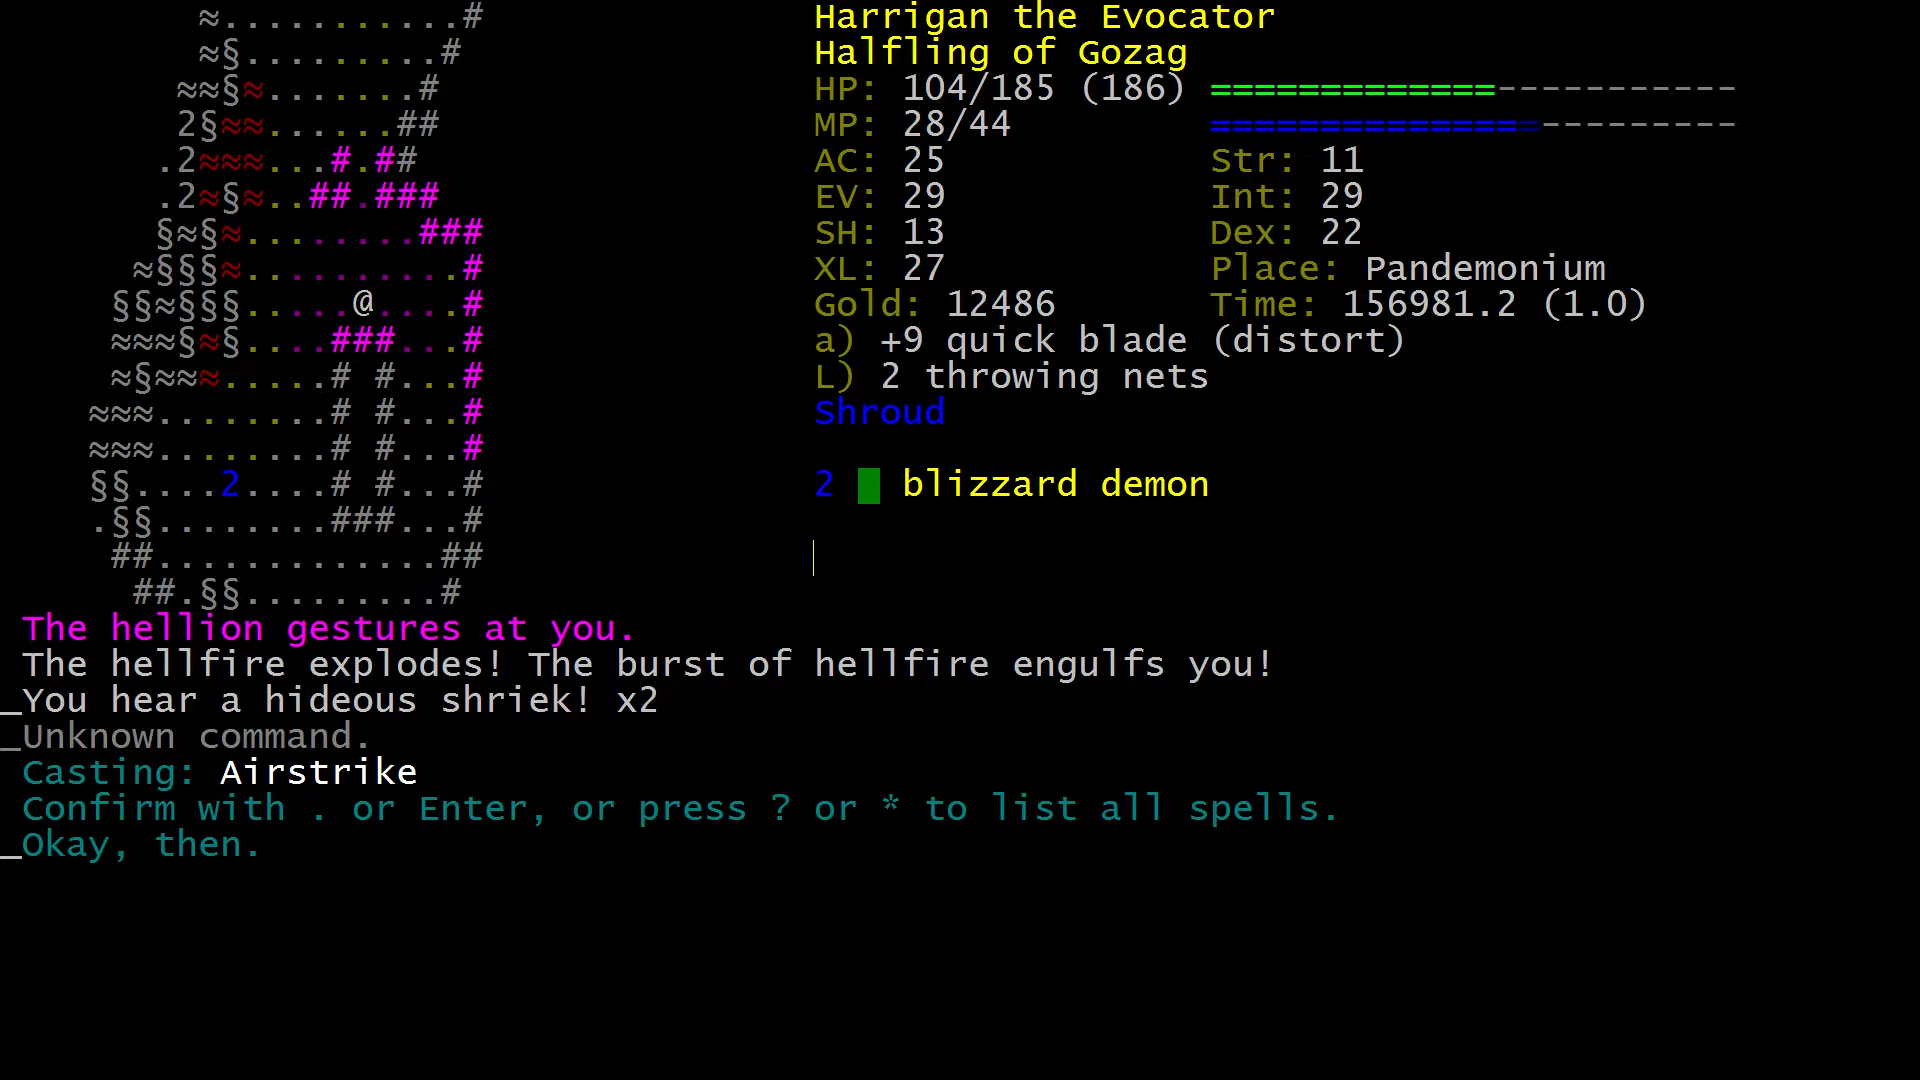 ≈...........# Harrigan the Evocator
≈§.........# Halfling of Gozag
≈≈§≈.......# HP: 104/185 (186) =============-----------
2§≈≈......## MP: 28/44 ===============---------
.2≈≈≈...#.## AC: 25 Str: 11
.2≈§≈..##.### EV: 29 Int: 29
§≈§≈........### SH: 13 Dex: 22
≈§§§≈..........# XL: 27 Place: Pandemonium
§§≈§§§.....@....# Gold: 12486 Time: 156981.2 (1.0)
≈≈≈§≈§....###...# a) +9 quick blade (distort)
≈§≈≈≈.....# #...# L) 2 throwing nets
≈≈≈........# #...# Shroud
≈≈≈........# #...#
§§....2....# #...# 2 blizzard demon
.§§........###...#
##.............##
##.§§.........#
The hellion gestures at you.
The hellfire explodes! The burst of hellfire engulfs you!
_You hear a hideous shriek! x2
_Unknown command.
Casting: Airstrike
Confirm with . or Enter, or press ? or * to list all spells.
_Okay, then.